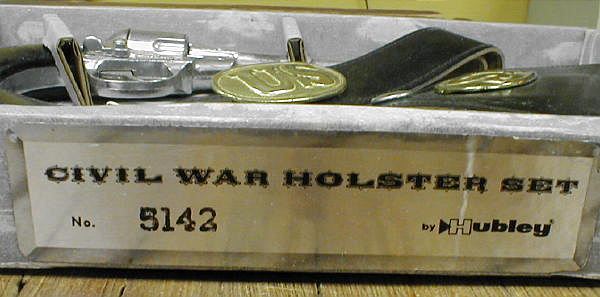 US
CIVIL WAR HOLSTER SET
No. 5142
by Hubley